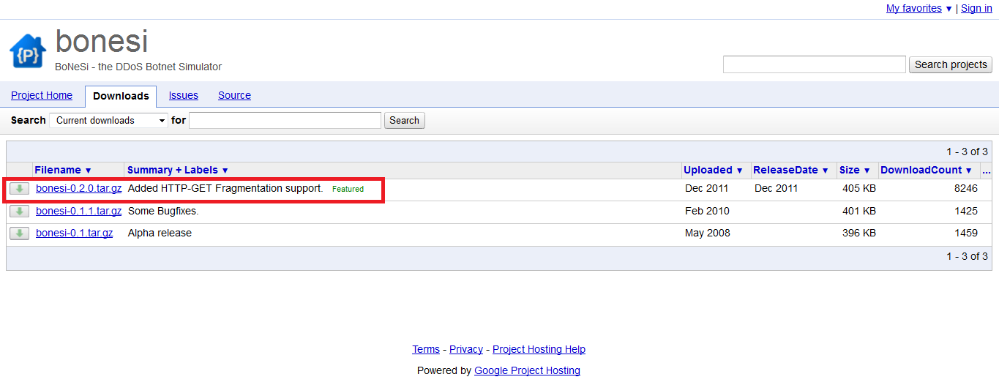 My favorites ▼ | Sign in
{P}
bonesi
BoNeSi - the DDoS Botnet Simulator
Search projects
Project Home Downloads Issues Source
Search Current downloads for Search
1 - 3 of 3
Filename ▼ Summary + Labels ▼ Uploaded ▼ ReleaseDate ▼ Size ▼ DownloadCount ▼ ...
bonesi-0.2.0.tar.gz Added HTTP-GET Fragmentation support. Featured Dec 2011 Dec 2011 405 KB 8246
bonesi-0.1.1.tar.gz Some Bugfixes. Feb 2010 401 KB 1425
bonesi-0.1.tar.gz Alpha release May 2008 396 KB 1459
1 - 3 of 3
Terms - Privacy - Project Hosting Help
Powered by Google Project Hosting